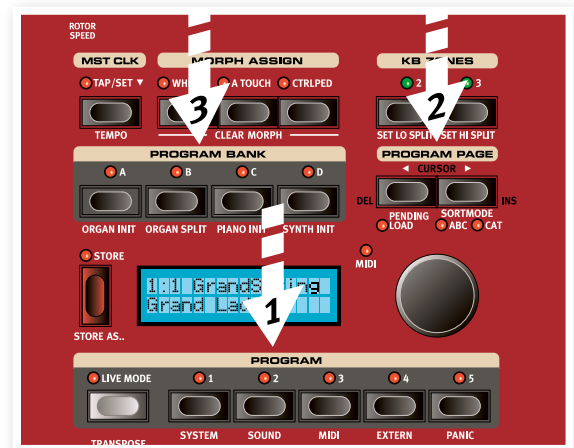 ROTOR
SPEED
MST CLK
MORPH ASSIGN
KB ZONES
TAP/SET ▼
A TOUCH
CTRLPED
2
3
3
2
TEMPO
CLEAR MORPH
SET LO SPLIT
SET HI SPLIT
PROGRAM BANK
PROGRAM PAGE
A
B
C
D
◄ CURSOR ►
DEL
INS
ORGAN INIT
ORGAN SPLIT
PIANO INIT
SYNTH INIT
PENDING
LOAD
SORTMODE
ABC
CAT
STORE
MIDI
1:1
Grand
1
STORE AS..
PROGRAM
LIVE MODE
1
2
3
4
5
TRANSPOSE
SYSTEM
SOUND
MIDI
EXTERN
PANIC